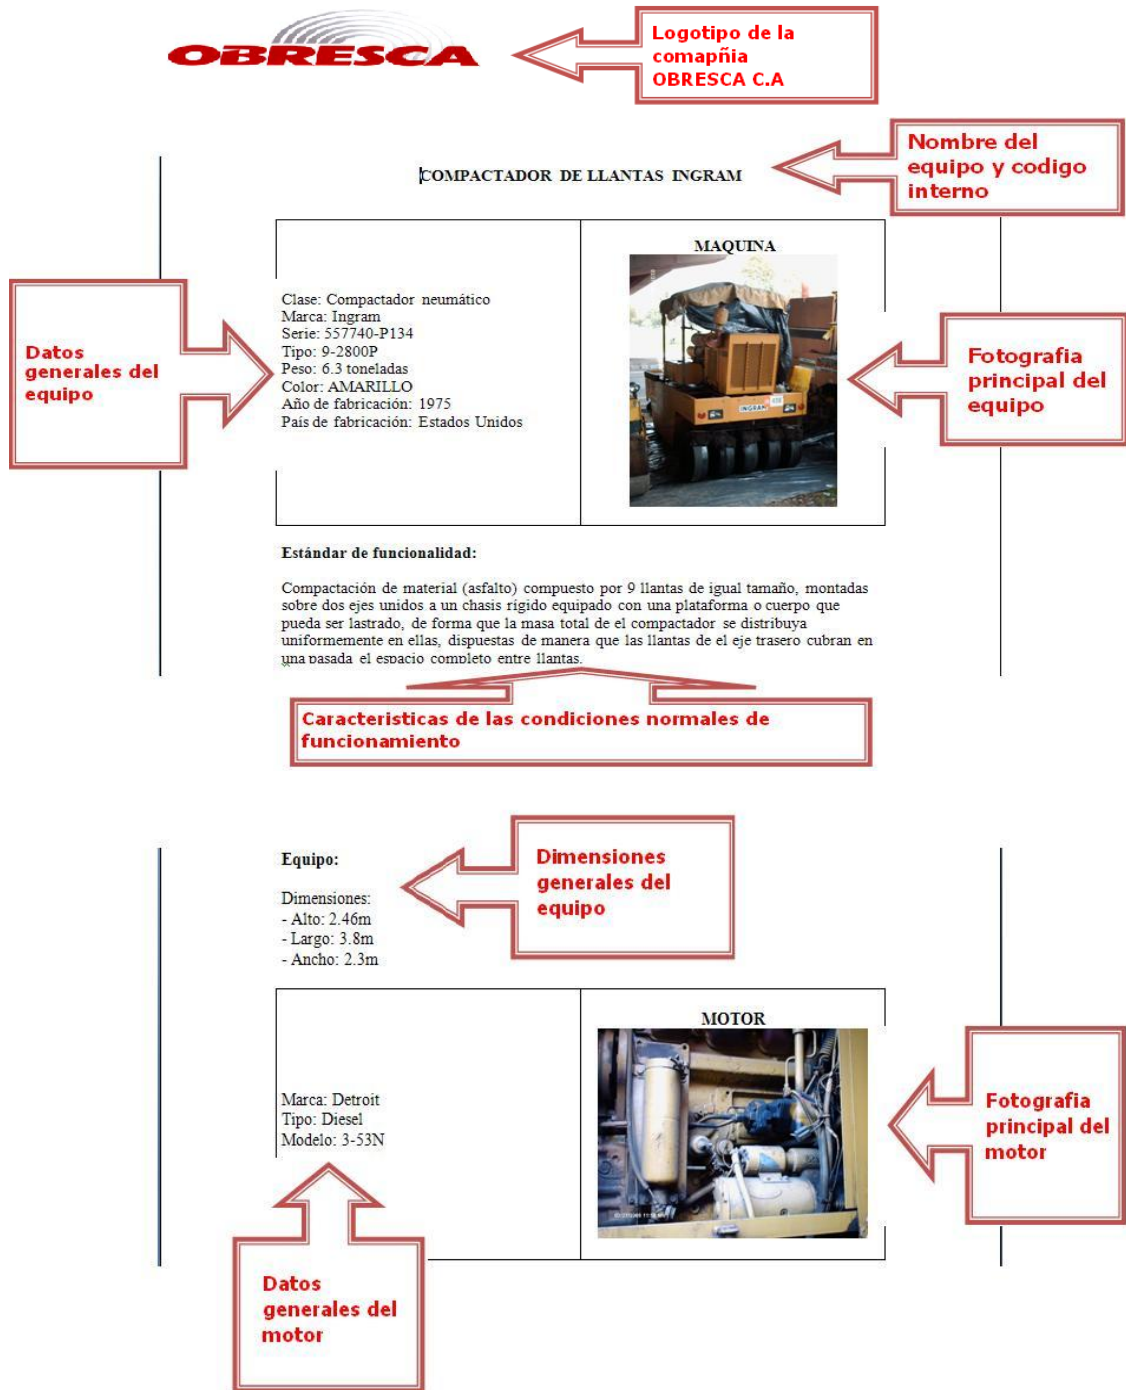 OBRESCA
Logotipo de la
comapñia
OBRESCA C.A
Nombre del
equipo y codigo
interno
COMPACTADOR DE LLANTAS INGRAM
MAQUINA
Clase: Compactador neumático
Marca: Ingram
Serie: 557740-P134
Tipo: 9-2800P
Peso: 6.3 toneladas
Color: AMARILLO
Año de fabricación: 1975
País de fabricación: Estados Unidos
INGRAM
Datos
generales del
equipo
Fotografia
principal del
equipo
Estándar de funcionalidad:
Compactación de material (asfalto) compuesto por 9 llantas de igual tamaño, montadas
sobre dos ejes unidos a un chasis rígido equipado con una plataforma o cuerpo que
pueda ser lastrado, de forma que la masa total de el compactador se distribuya
uniformemente en ellas, dispuestas de manera que las llantas de el eje trasero cubran en
una pasada el espacio completo entre llantas.
Caracteristicas de las condiciones normales de
funcionamiento
Equipo:
Dimensiones:
- Alto: 2.46m
- Largo: 3.8m
- Ancho: 2.3m
Dimensiones
generales del
equipo
MOTOR
Marca: Detroit
Tipo: Diesel
Modelo: 3-53N
Fotografia
principal del
motor
Datos
generales del
motor